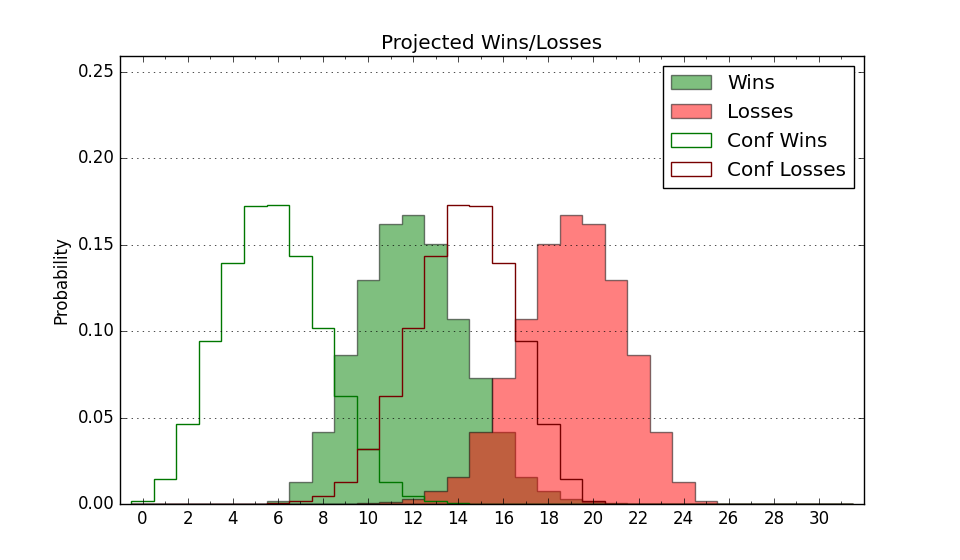 Projected Wins/Losses
0.25
0.20
0.15
0.10
0.05
0.00
Probability
Wins
Losses
Conf Wins
Conf Losses
0 2 4 6 8 10 12 14 16 18 20 22 24 26 28 30